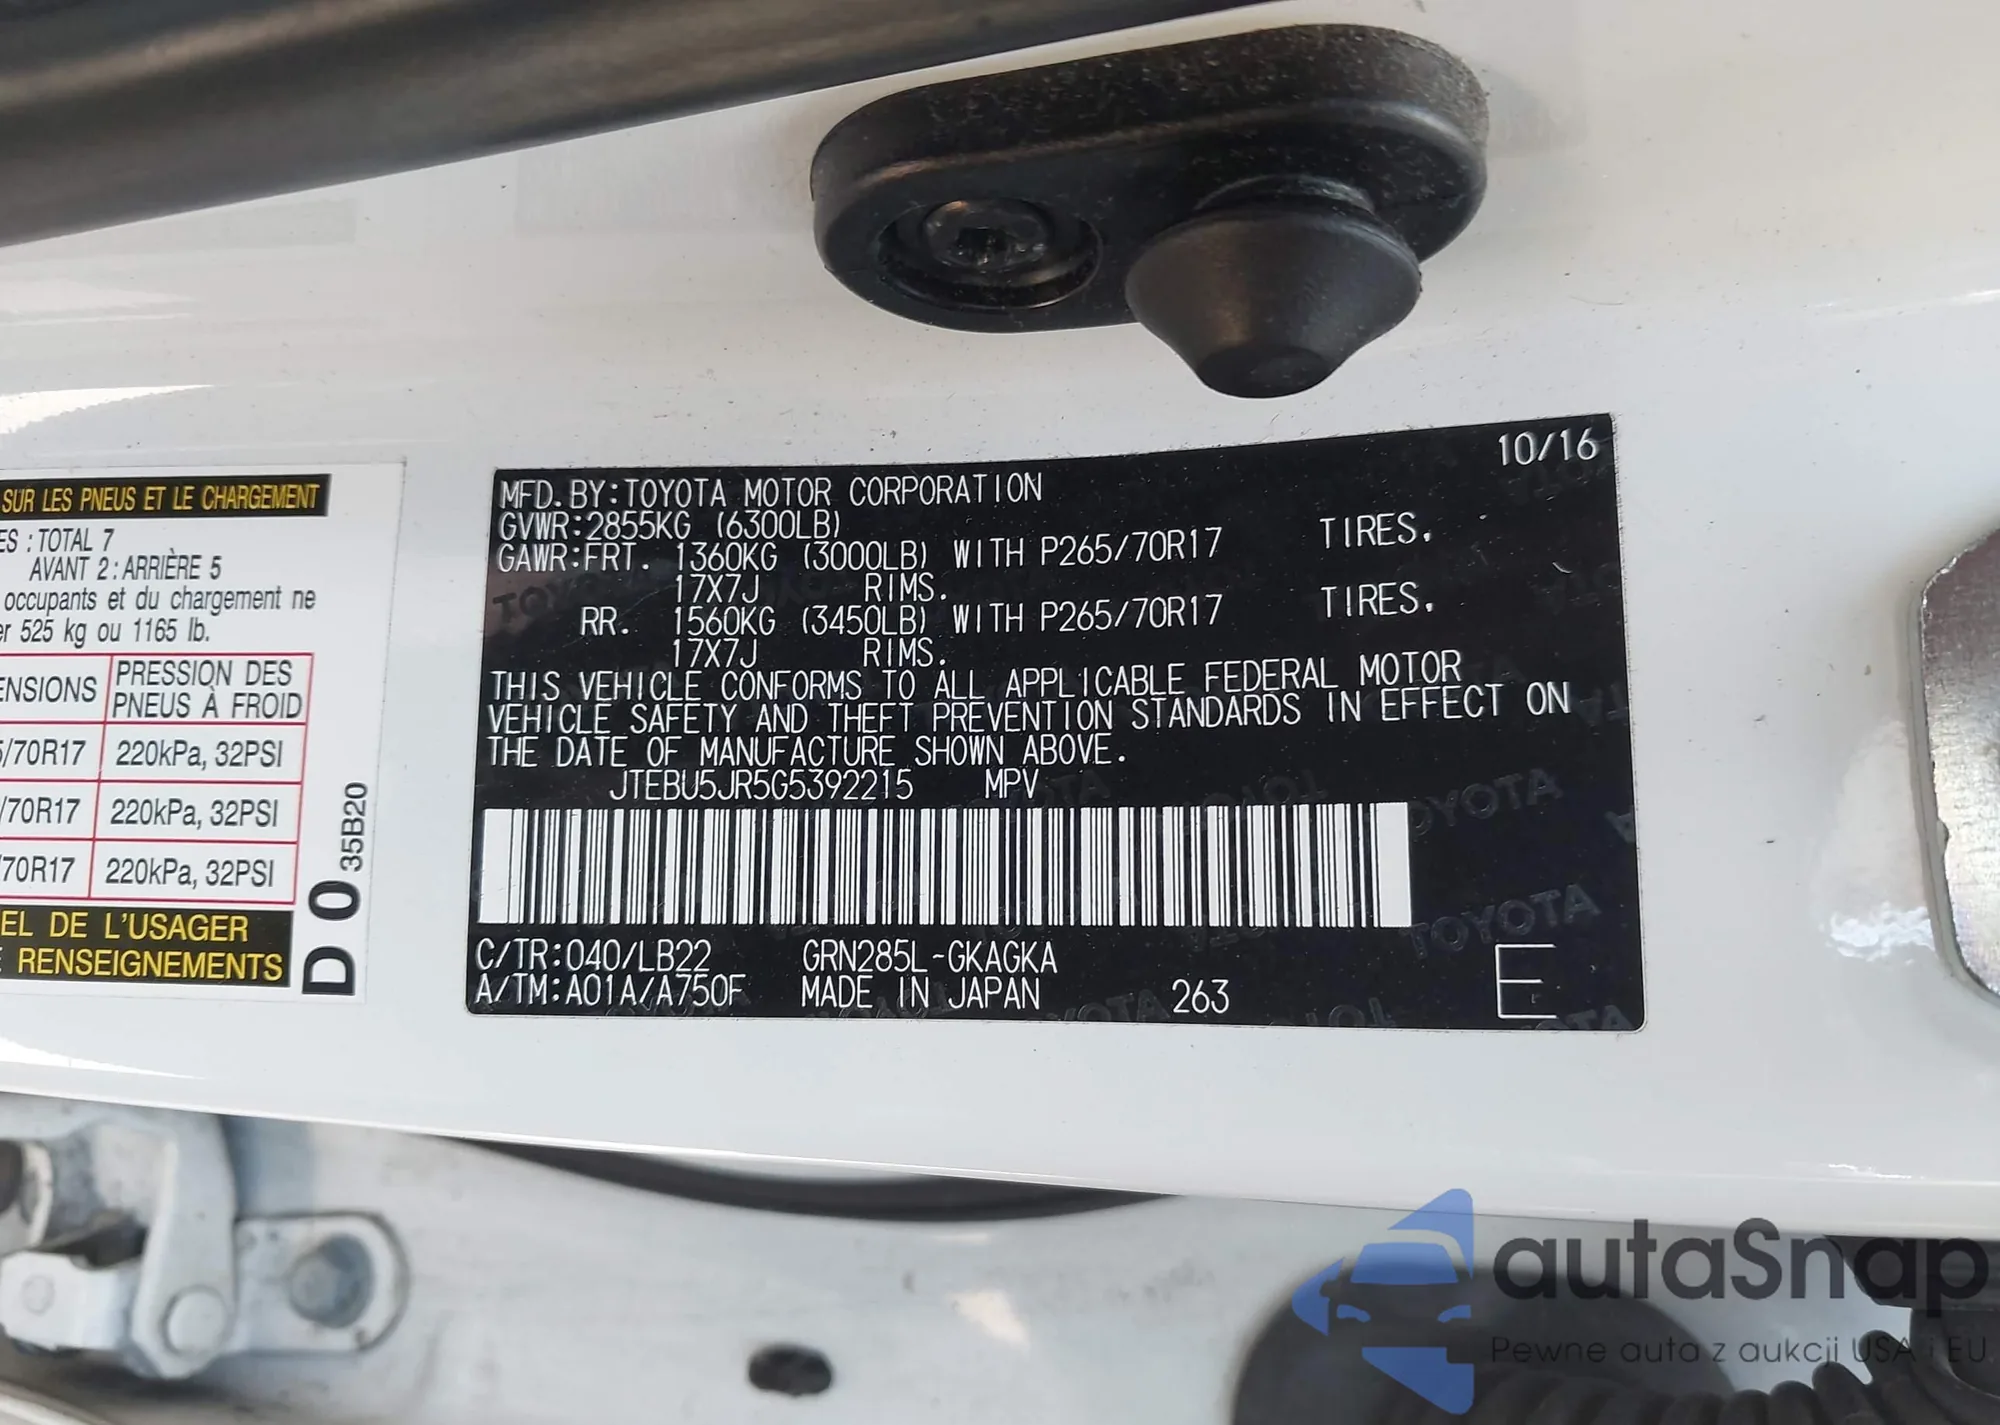 SUR LES PNEUS ET LE CHARGEMENT
ES : TOTAL 7
AVANT 2 : ARRIÈRE 5
occupants et du chargement ne
er 525 kg ou 1165 lb.
ENSIONS
PRESSION DES
PNEUS À FROID
5/70R17 220kPa, 32PSI
/70R17 220kPa, 32PSI
70R17 220kPa, 32PSI
EL DE L'USAGER
E RENSEIGNEMENTS
D 0 35B20
10/16
MFD. BY:TOYOTA MOTOR CORPORATION
GVWR:2855KG (6300LB)
GAWR:FRT. 1360KG (3000LB) WITH P265/70R17 TIRES.
17X7J RIMS.
RR. 1560KG (3450LB) WITH P265/70R17 TIRES.
17X7J RIMS.
THIS VEHICLE CONFORMS TO ALL APPLICABLE FEDERAL MOTOR
VEHICLE SAFETY AND THEFT PREVENTION STANDARDS IN EFFECT ON
THE DATE OF MANUFACTURE SHOWN ABOVE.
JTEBU5JR5G5392215 MPV
C/TR:040/LB22 GRN285L-GKAGKA
A/TM:A01A/A750F MADE IN JAPAN 263 E
TOYOTA
TOYOTA
autaSnap
Pewne auta z aukcji USA i EU